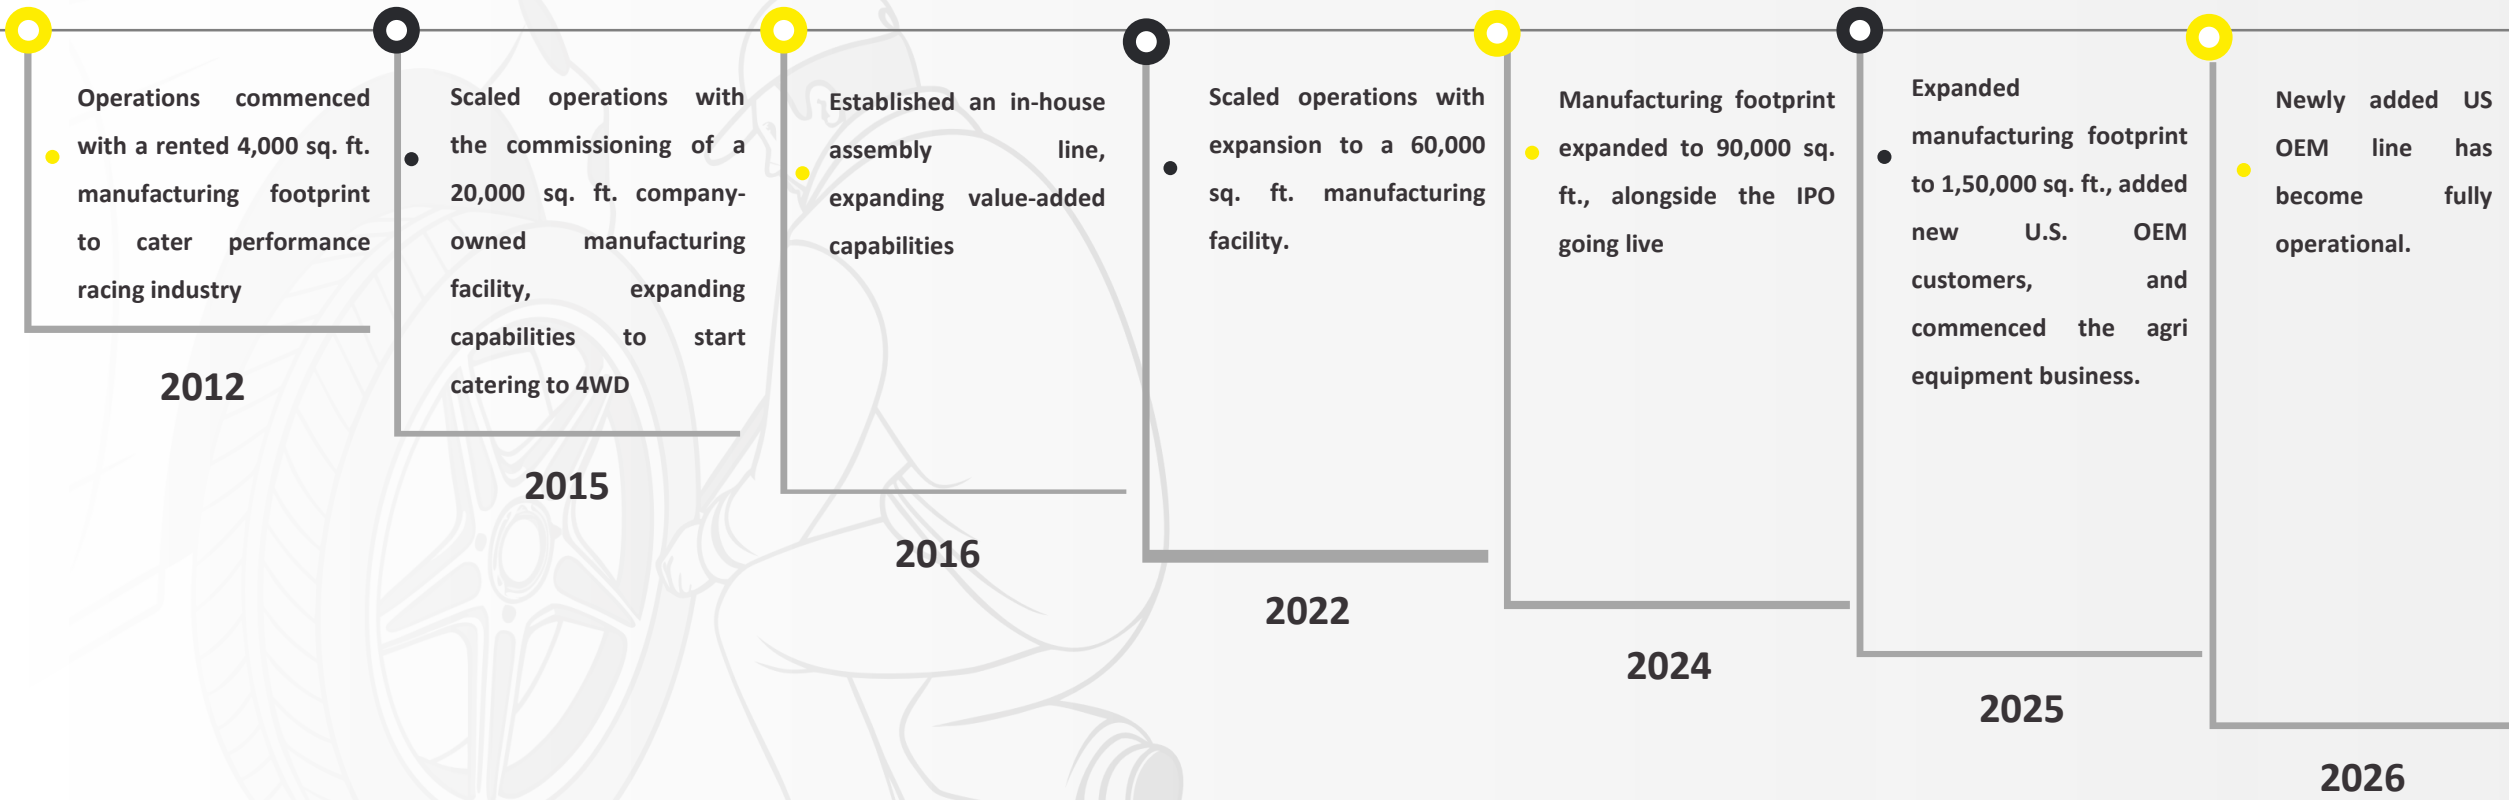 Operations commenced
with a rented 4,000 sq. ft.
manufacturing footprint
to cater performance
racing industry
2012
Scaled operations with
the commissioning of a
20,000 sq. ft. company-
owned manufacturing
facility, expanding
capabilities to start
catering to 4WD
2015
Established an in-house
assembly line,
expanding value-added
capabilities
2016
Scaled operations with
expansion to a 60,000
sq. ft. manufacturing
facility.
2022
Manufacturing footprint
expanded to 90,000 sq.
ft., alongside the IPO
going live
2024
Expanded
manufacturing footprint
to 1,50,000 sq. ft., added
new U.S. OEM
customers, and
commenced the agri
equipment business.
2025
Newly added US
OEM line has
become fully
operational.
2026